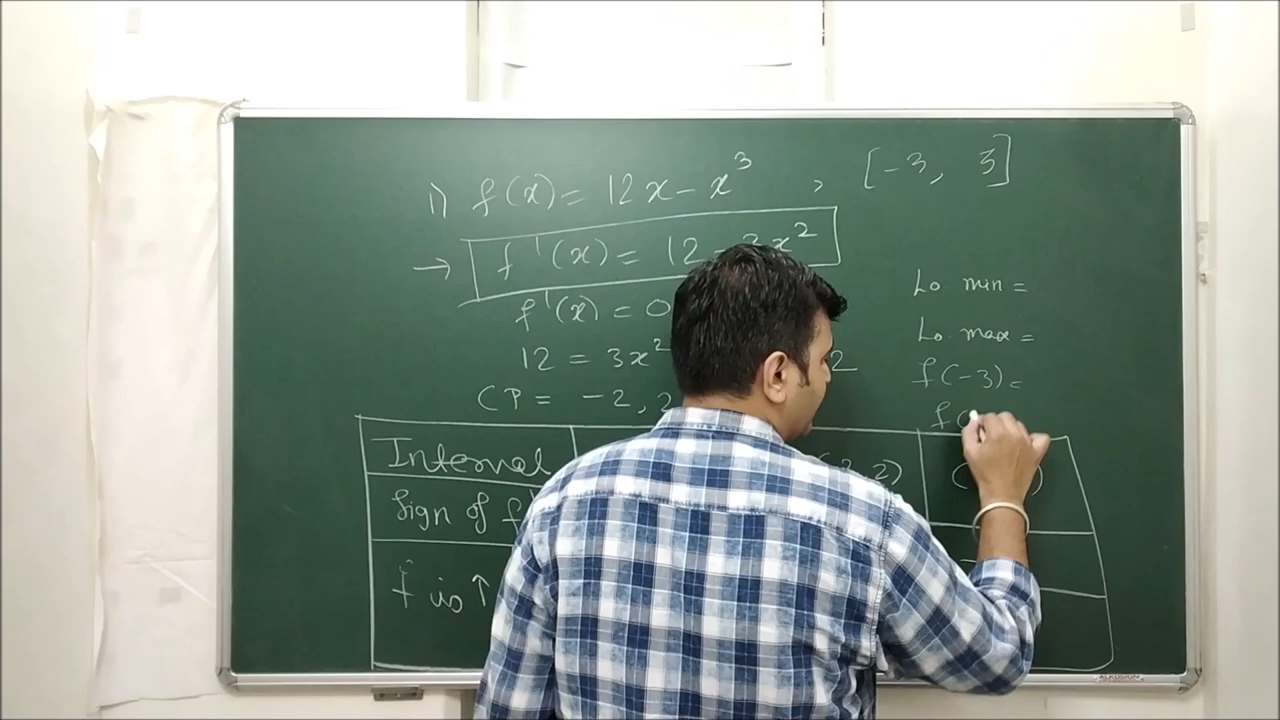 1) f(x) = 12x - x³ , [-3, 3]
→ f'(x) = 12 - 3x²
f'(x) = 0
12 = 3x² 2
CP = -2, 2
Lo min =
Lo. max =
f(-3) =
f(
Interval 2)
Sign of f
f is ↑
ALKOSIGN